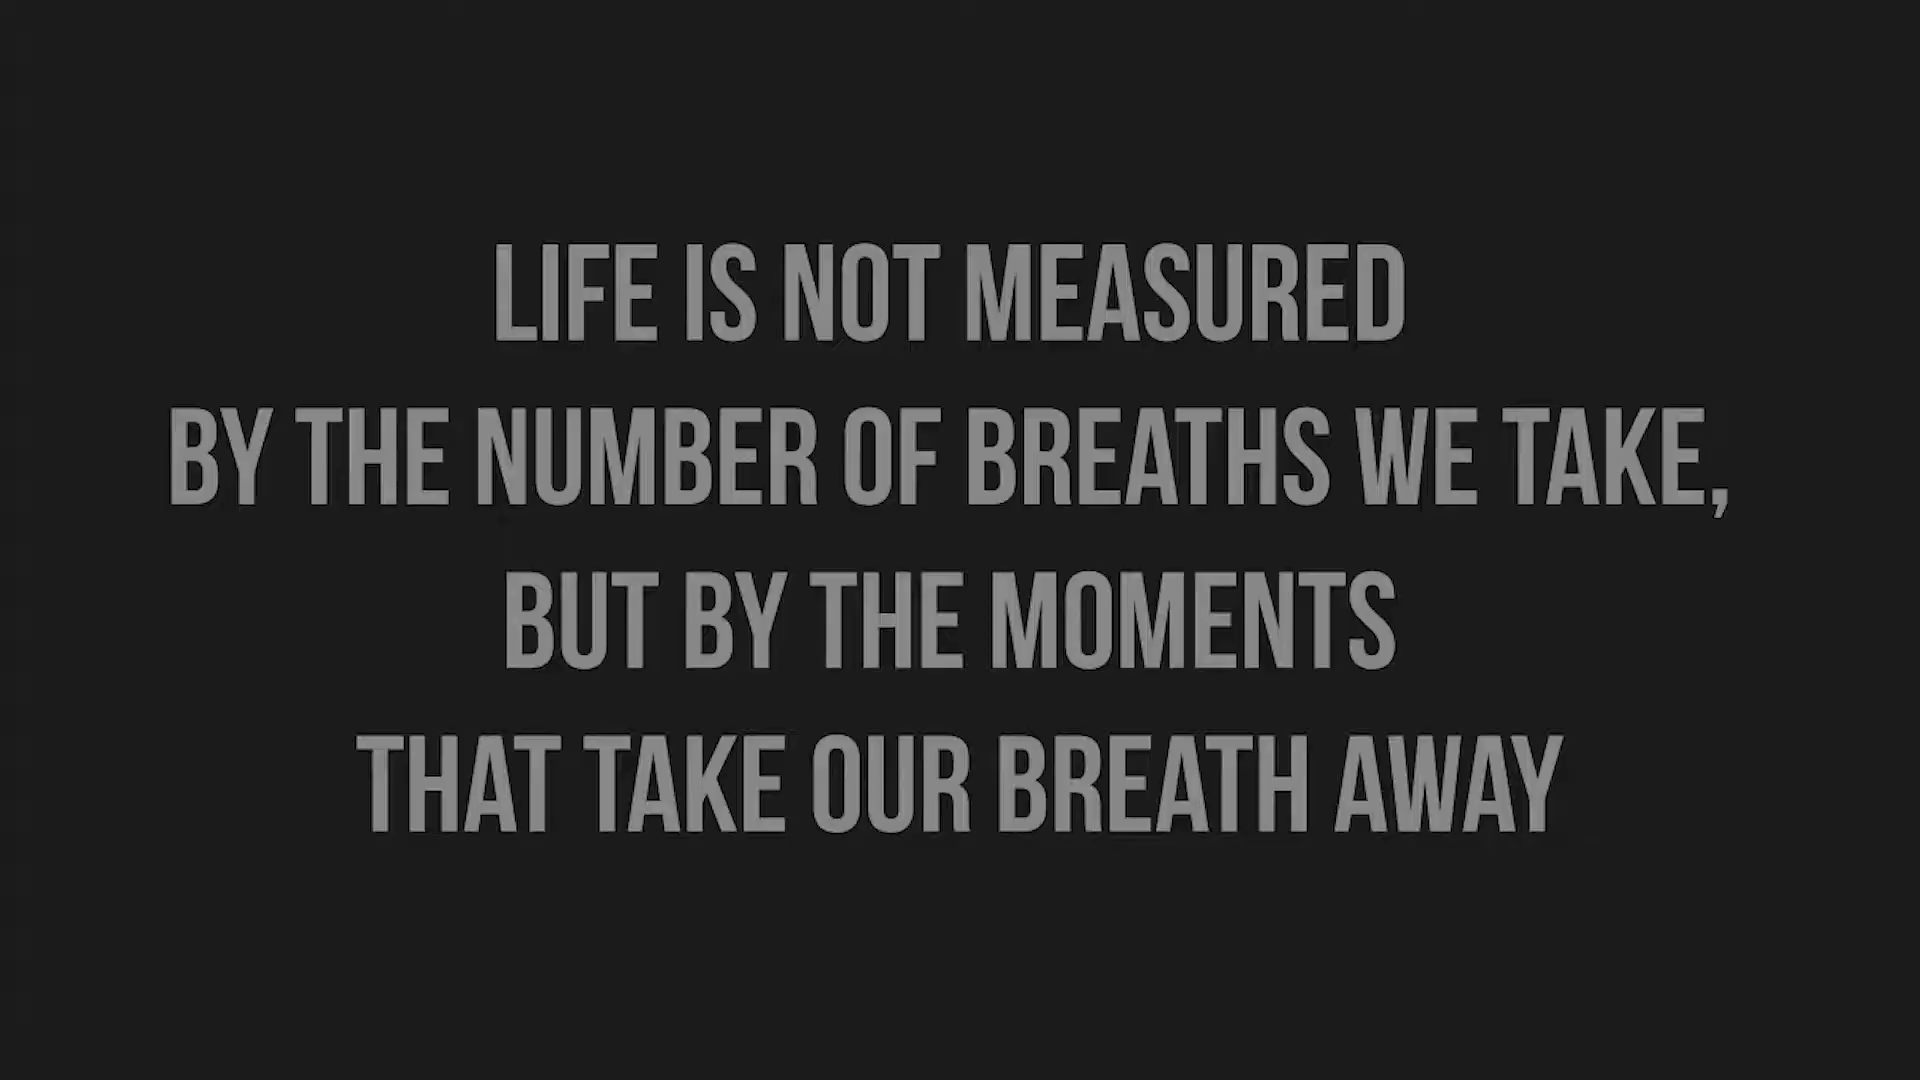 LIFE IS NOT MEASURED
BY THE NUMBER OF BREATHS WE TAKE,
BUT BY THE MOMENTS
THAT TAKE OUR BREATH AWAY